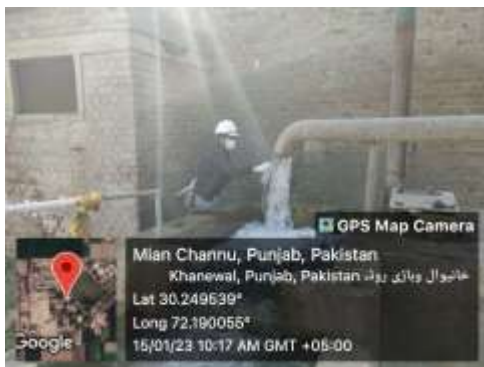 GPS Map Camera
Mian Channu, Punjab, Pakistan
Khanewal, Punjab, Pakistan خانیوال وہاڑی روڈ،
Lat 30.249539°
Long 72.190055°
15/01/23 10:17 AM GMT +05:00
Google